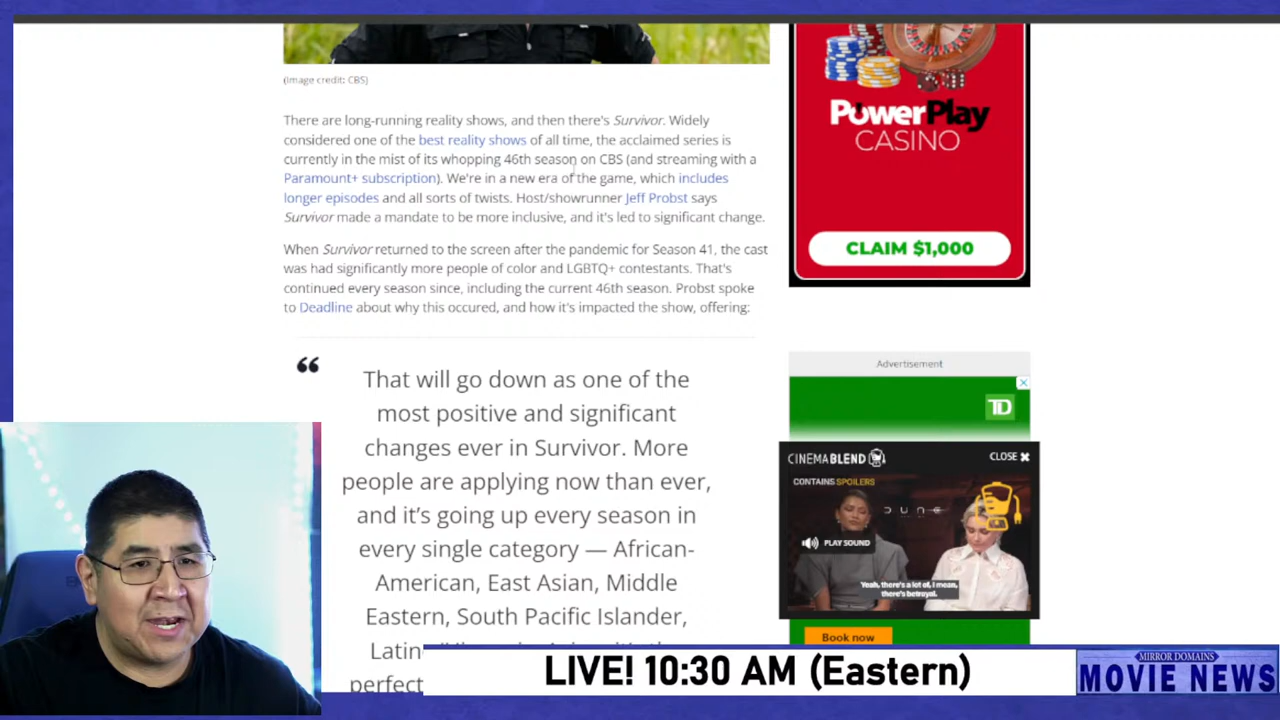 (Image credit: CBS)
There are long-running reality shows, and then there's Survivor. Widely
considered one of the best reality shows of all time, the acclaimed series is
currently in the mist of its whopping 46th season on CBS (and streaming with a
Paramount+ subscription). We're in a new era of the game, which includes
longer episodes and all sorts of twists. Host/showrunner Jeff Probst says
Survivor made a mandate to be more inclusive, and it's led to significant change.
When Survivor returned to the screen after the pandemic for Season 41, the cast
was had significantly more people of color and LGBTQ+ contestants. That's
continued every season since, including the current 46th season. Probst spoke
to Deadline about why this occured, and how it's impacted the show, offering:
“
That will go down as one of the
most positive and significant
changes ever in Survivor. More
people are applying now than ever,
and it’s going up every season in
every single category — African-
American, East Asian, Middle
Eastern, South Pacific Islander,
Latin
perfect
PowerPlay
CASINO
CLAIM $1,000
Advertisement
TD
CINEMABLEND
CLOSE ✖
CONTAINS SPOILERS
DUNE
PLAY SOUND
Yeah, there's a lot of, I mean,
there's betrayal.
Book now
LIVE! 10:30 AM (Eastern)
MIRROR DOMAINS
MOVIE NEWS